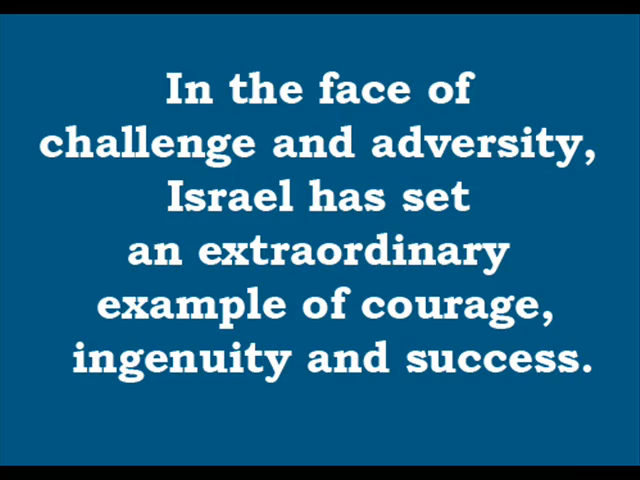 In the face of
challenge and adversity,
Israel has set
an extraordinary
example of courage,
ingenuity and success.